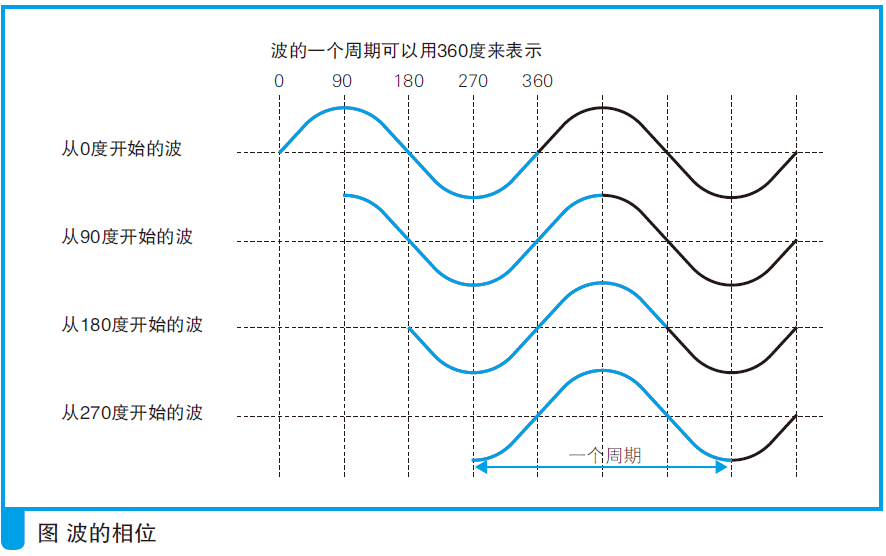 波的一个周期可以用360度来表示
0 90 180 270 360
从0度开始的波
从90度开始的波
从180度开始的波
从270度开始的波
一个周期
图 波的相位